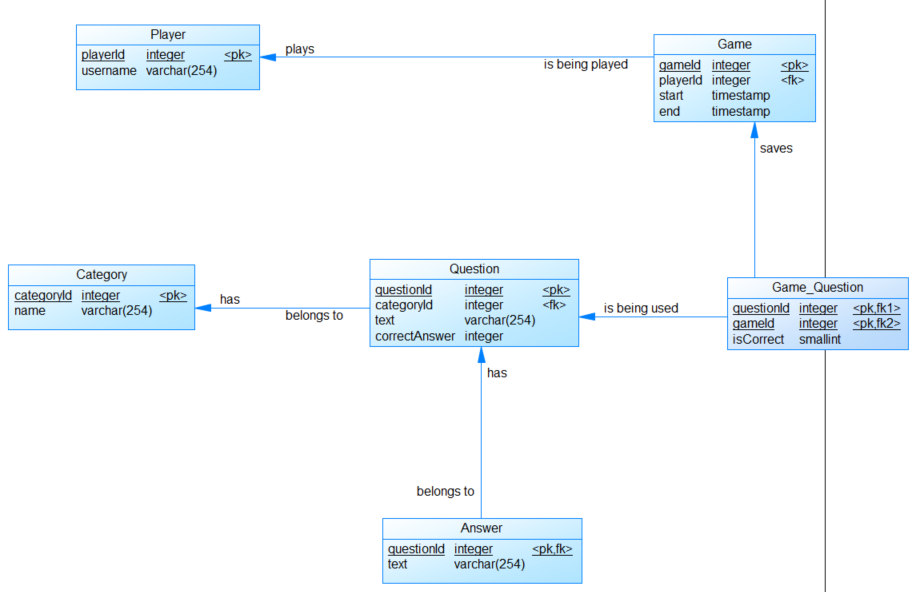 Player
playerId integer <pk>
username varchar(254)
plays
is being played
Game
gameId integer <pk>
playerId integer <fk>
start timestamp
end timestamp
saves
Category
categoryId integer <pk>
name varchar(254)
has
belongs to
Question
questionId integer <pk>
categoryId integer <fk>
text varchar(254)
correctAnswer integer
is being used
Game_Question
questionId integer <pk,fk1>
gameId integer <pk,fk2>
isCorrect smallint
has
belongs to
Answer
questionId integer <pk,fk>
text varchar(254)